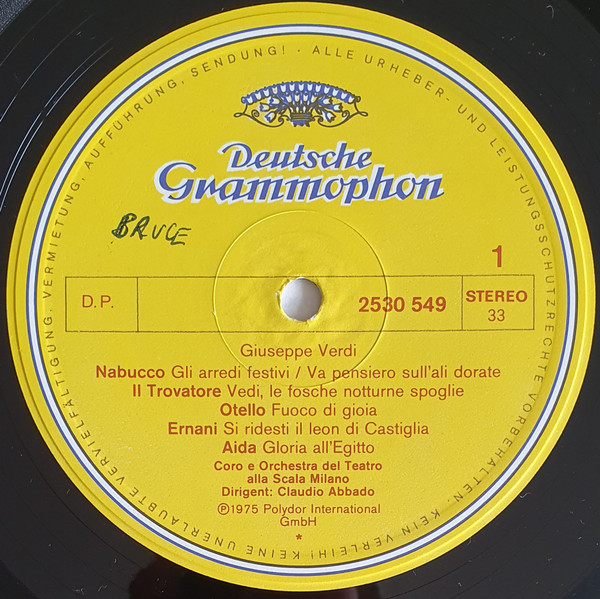 ALLE URHEBER- UND LEISTUNGSSCHUTZRECHTE VORBEHALTEN. KEIN VERLEIH! KEINE UNERLAUBTE VERVIELFÄLTIGUNG, VERMIETUNG, AUFFÜHRUNG, SENDUNG! ·
Deutsche
Grammophon
BRUCE
1
D.P.
2530 549
STEREO
33
Giuseppe Verdi
Nabucco Gli arredi festivi / Va pensiero sull'ali dorate
Il Trovatore Vedi, le fosche notturne spoglie
Otello Fuoco di gioia
Ernani Si ridesti il leon di Castiglia
Aida Gloria all'Egitto
Coro e Orchestra del Teatro
alla Scala Milano
Dirigent: Claudio Abbado
℗1975 Polydor International
GmbH
*